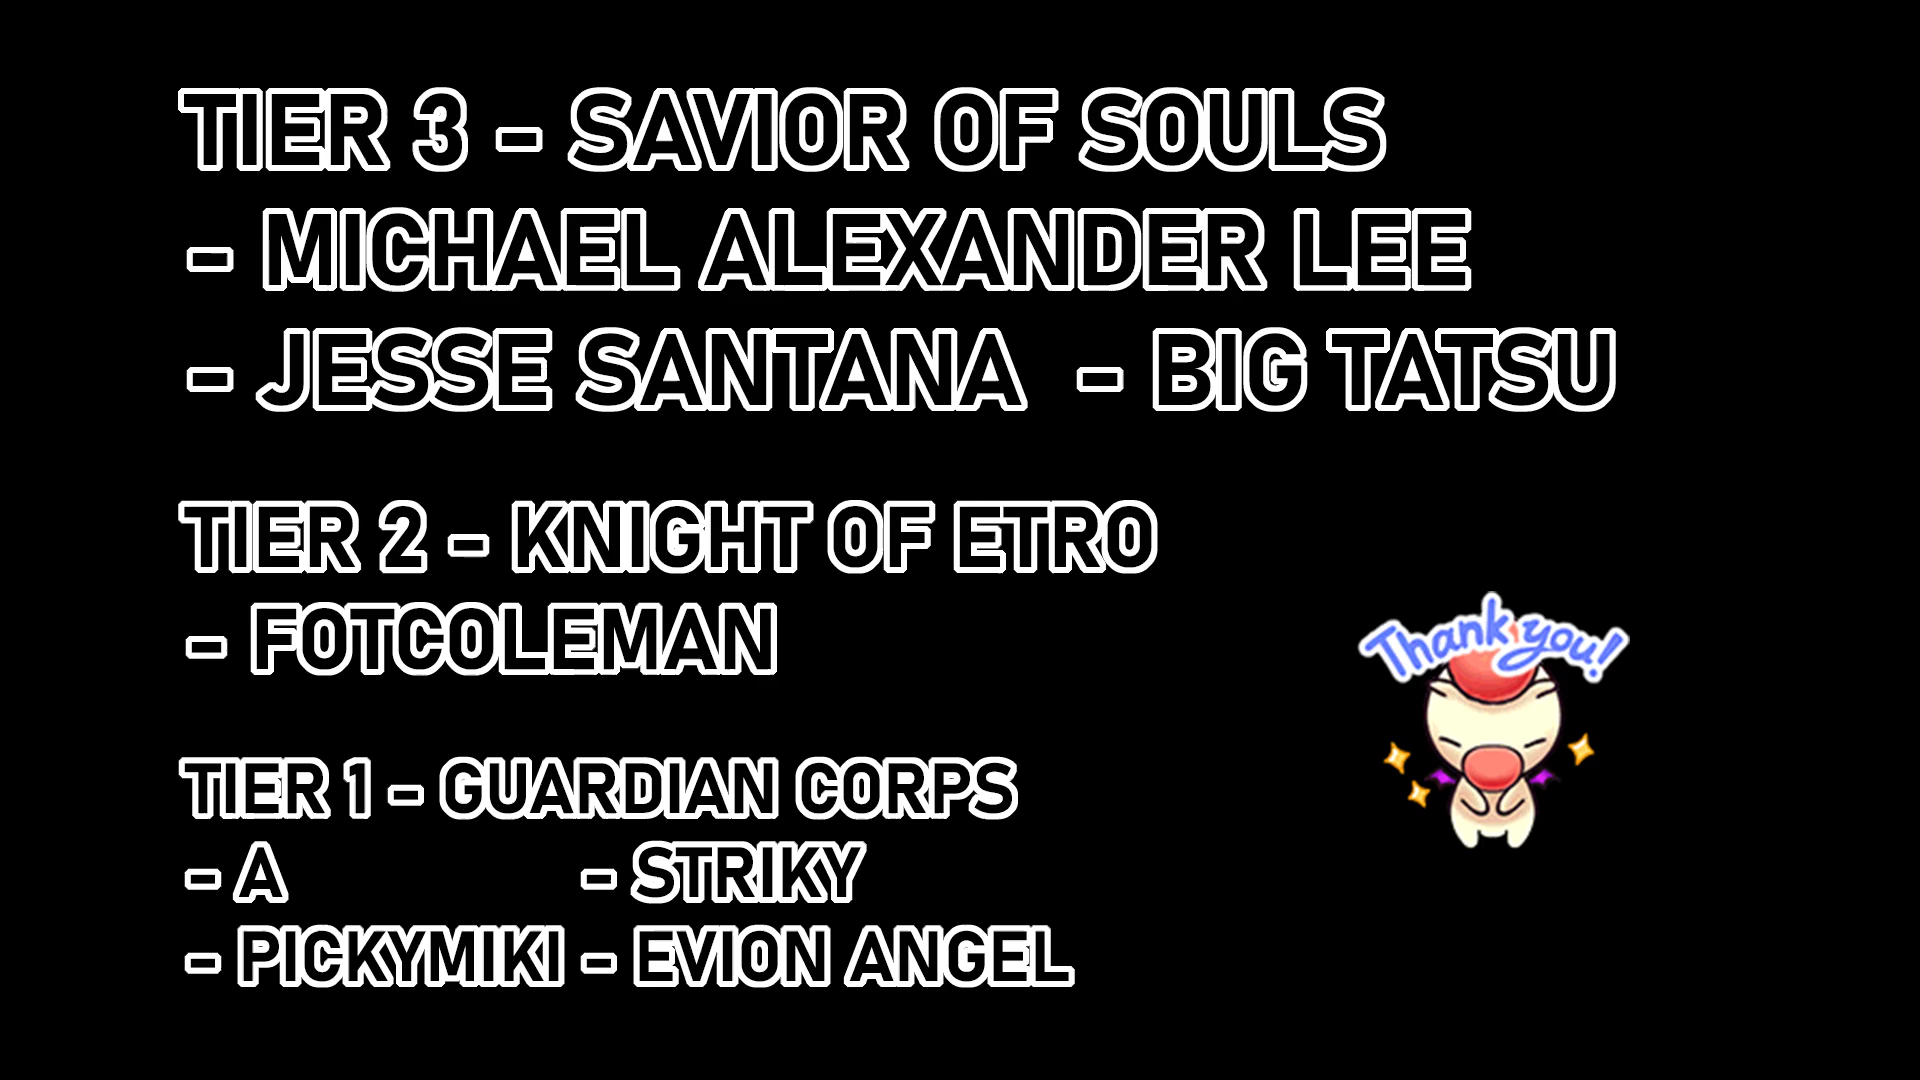 TIER 3 - SAVIOR OF SOULS
- MICHAEL ALEXANDER LEE
- JESSE SANTANA - BIG TATSU
TIER 2 - KNIGHT OF ETRO
- FOTCOLEMAN
Thank you!
TIER 1 - GUARDIAN CORPS
- A - STRIKY
- PICKYMIKI - EVION ANGEL